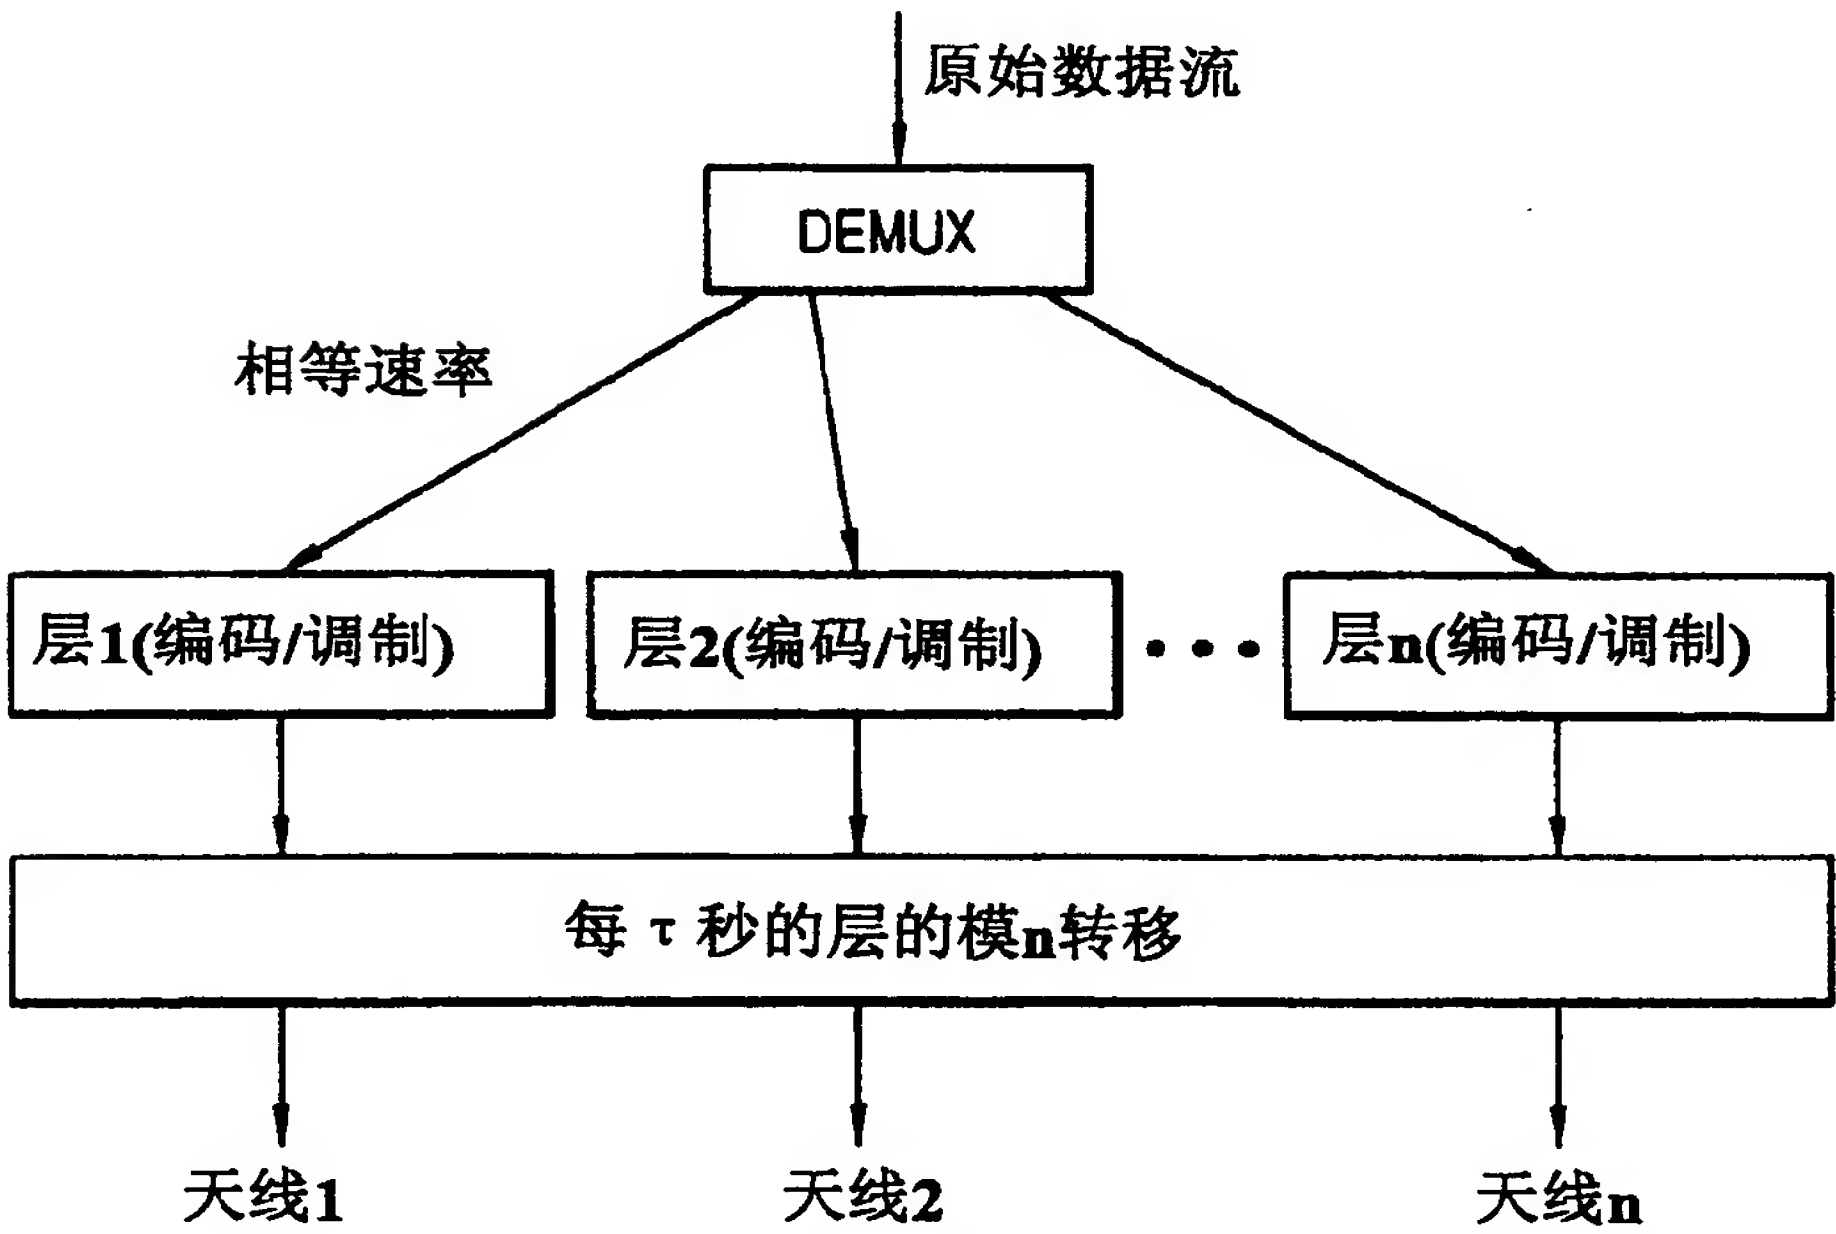 原始数据流
DEMUX
相等速率
层1(编码/调制)
层2(编码/调制)
层n(编码/调制)
每τ秒的层的模n转移
天线1
天线2
天线n